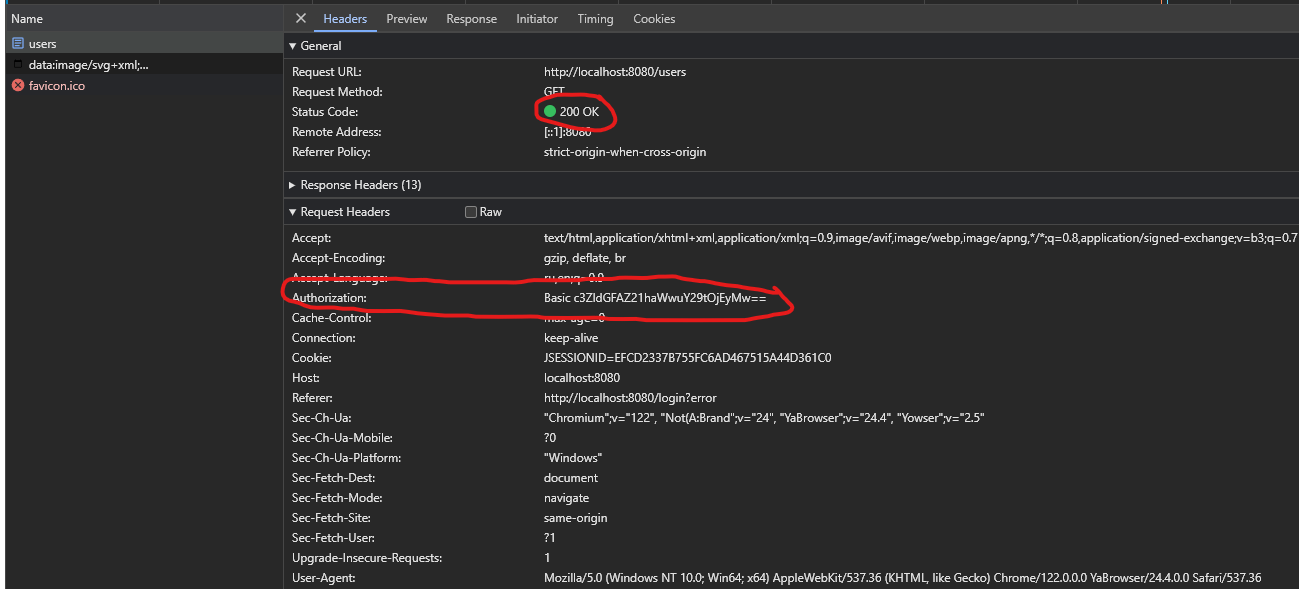 Name
users
data:image/svg+xml;...
favicon.ico
Headers Preview Response Initiator Timing Cookies
General
Request URL: http://localhost:8080/users
Request Method: GET
Status Code: 200 OK
Remote Address: [::1]:8080
Referrer Policy: strict-origin-when-cross-origin
Response Headers (13)
Request Headers Raw
Accept: text/html,application/xhtml+xml,application/xml;q=0.9,image/avif,image/webp,image/apng,*/*;q=0.8,application/signed-exchange;v=b3;q=0.7
Accept-Encoding: gzip, deflate, br
Accept-Language: ru,en;q=0.9
Authorization: Basic c3ZldGFAZ21haWwuY29tOjEyMw==
Cache-Control: max-age=0
Connection: keep-alive
Cookie: JSESSIONID=EFCD2337B755FC6AD467515A44D361C0
Host: localhost:8080
Referer: http://localhost:8080/login?error
Sec-Ch-Ua: "Chromium";v="122", "Not(A:Brand";v="24", "YaBrowser";v="24.4", "Yowser";v="2.5"
Sec-Ch-Ua-Mobile: ?0
Sec-Ch-Ua-Platform: "Windows"
Sec-Fetch-Dest: document
Sec-Fetch-Mode: navigate
Sec-Fetch-Site: same-origin
Sec-Fetch-User: ?1
Upgrade-Insecure-Requests: 1
User-Agent: Mozilla/5.0 (Windows NT 10.0; Win64; x64) AppleWebKit/537.36 (KHTML, like Gecko) Chrome/122.0.0.0 YaBrowser/24.4.0.0 Safari/537.36